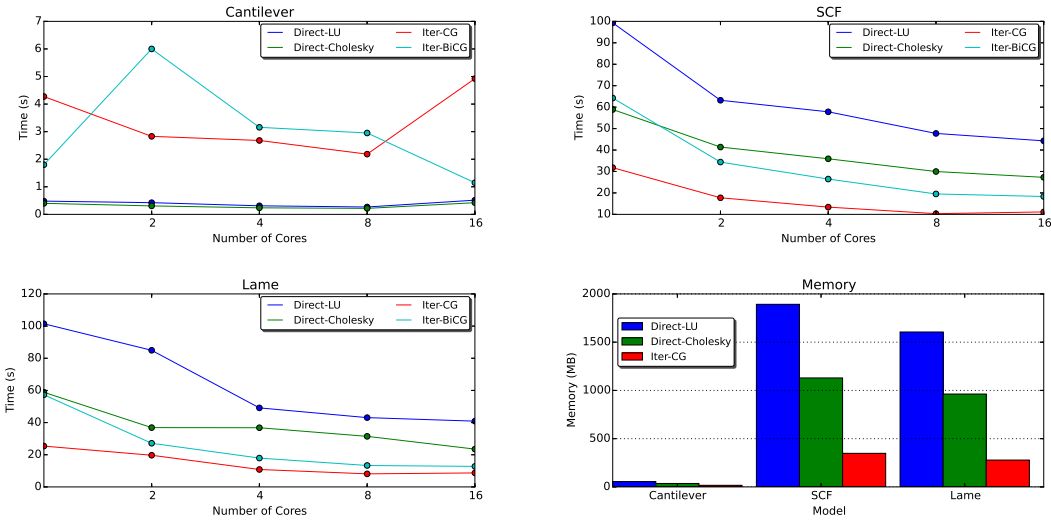 Cantilever
7
6
5
4
3
2
1
0
Time (s)
Direct-LU
Direct-Cholesky
Iter-CG
Iter-BiCG
2
4
8
16
Number of Cores
SCF
100
90
80
70
60
50
40
30
20
10
Time (s)
Direct-LU
Direct-Cholesky
Iter-CG
Iter-BiCG
2
4
8
16
Number of Cores
Lame
120
100
80
60
40
20
0
Time (s)
Direct-LU
Direct-Cholesky
Iter-CG
Iter-BiCG
2
4
8
16
Number of Cores
Memory
2000
1500
1000
500
0
Memory (MB)
Direct-LU
Direct-Cholesky
Iter-CG
Cantilever
SCF
Lame
Model